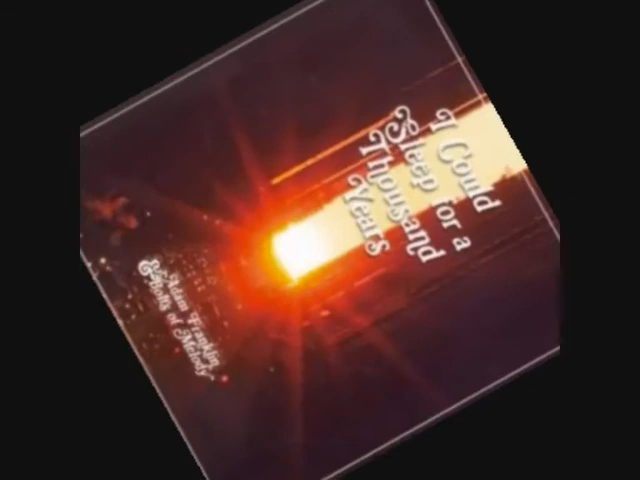 I Could
Sleep for a
Thousand
Years
Adam Franklin
& Bolts of Melody